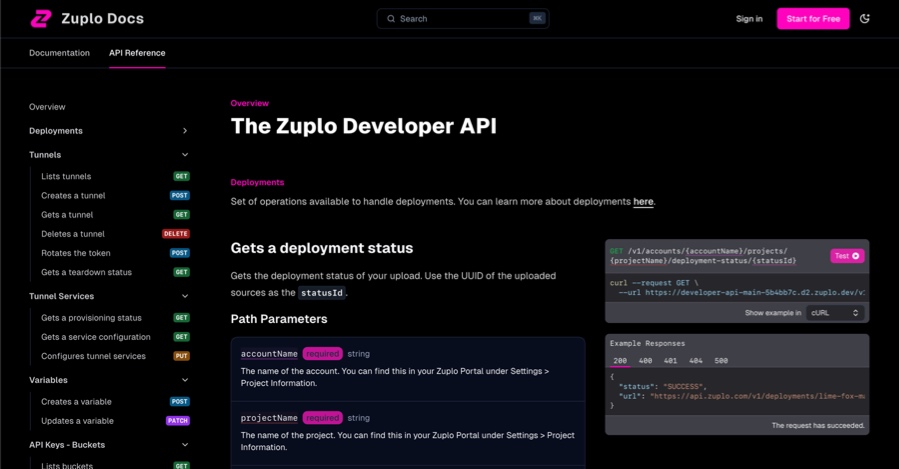 Zuplo Docs
Search
⌘K
Sign in
Start for Free
Documentation
API Reference
Overview
Deployments
Tunnels
Lists tunnels GET
Creates a tunnel POST
Gets a tunnel GET
Deletes a tunnel DELETE
Rotates the token POST
Gets a teardown status GET
Tunnel Services
Gets a provisioning status GET
Gets a service configuration GET
Configures tunnel services PUT
Variables
Creates a variable POST
Updates a variable PATCH
API Keys - Buckets
Lists buckets GET
Overview
The Zuplo Developer API
Deployments
Set of operations available to handle deployments. You can learn more about deployments here.
Gets a deployment status
Gets the deployment status of your upload. Use the UUID of the uploaded
sources as the statusId.
Path Parameters
accountName required string
The name of the account. You can find this in your Zuplo Portal under Settings >
Project Information.
projectName required string
The name of the project. You can find this in your Zuplo Portal under Settings > Project
Information.
GET /v1/accounts/{accountName}/projects/
{projectName}/deployment-status/{statusId}
Test
curl --request GET \
--url https://developer-api-main-5b4bb7c.d2.zuplo.dev/v1
Show example in cURL
Example Responses
200 400 401 404 500
{
"status": "SUCCESS",
"url": "https://api.zuplo.com/v1/deployments/lime-fox-ma
}
The request has succeeded.